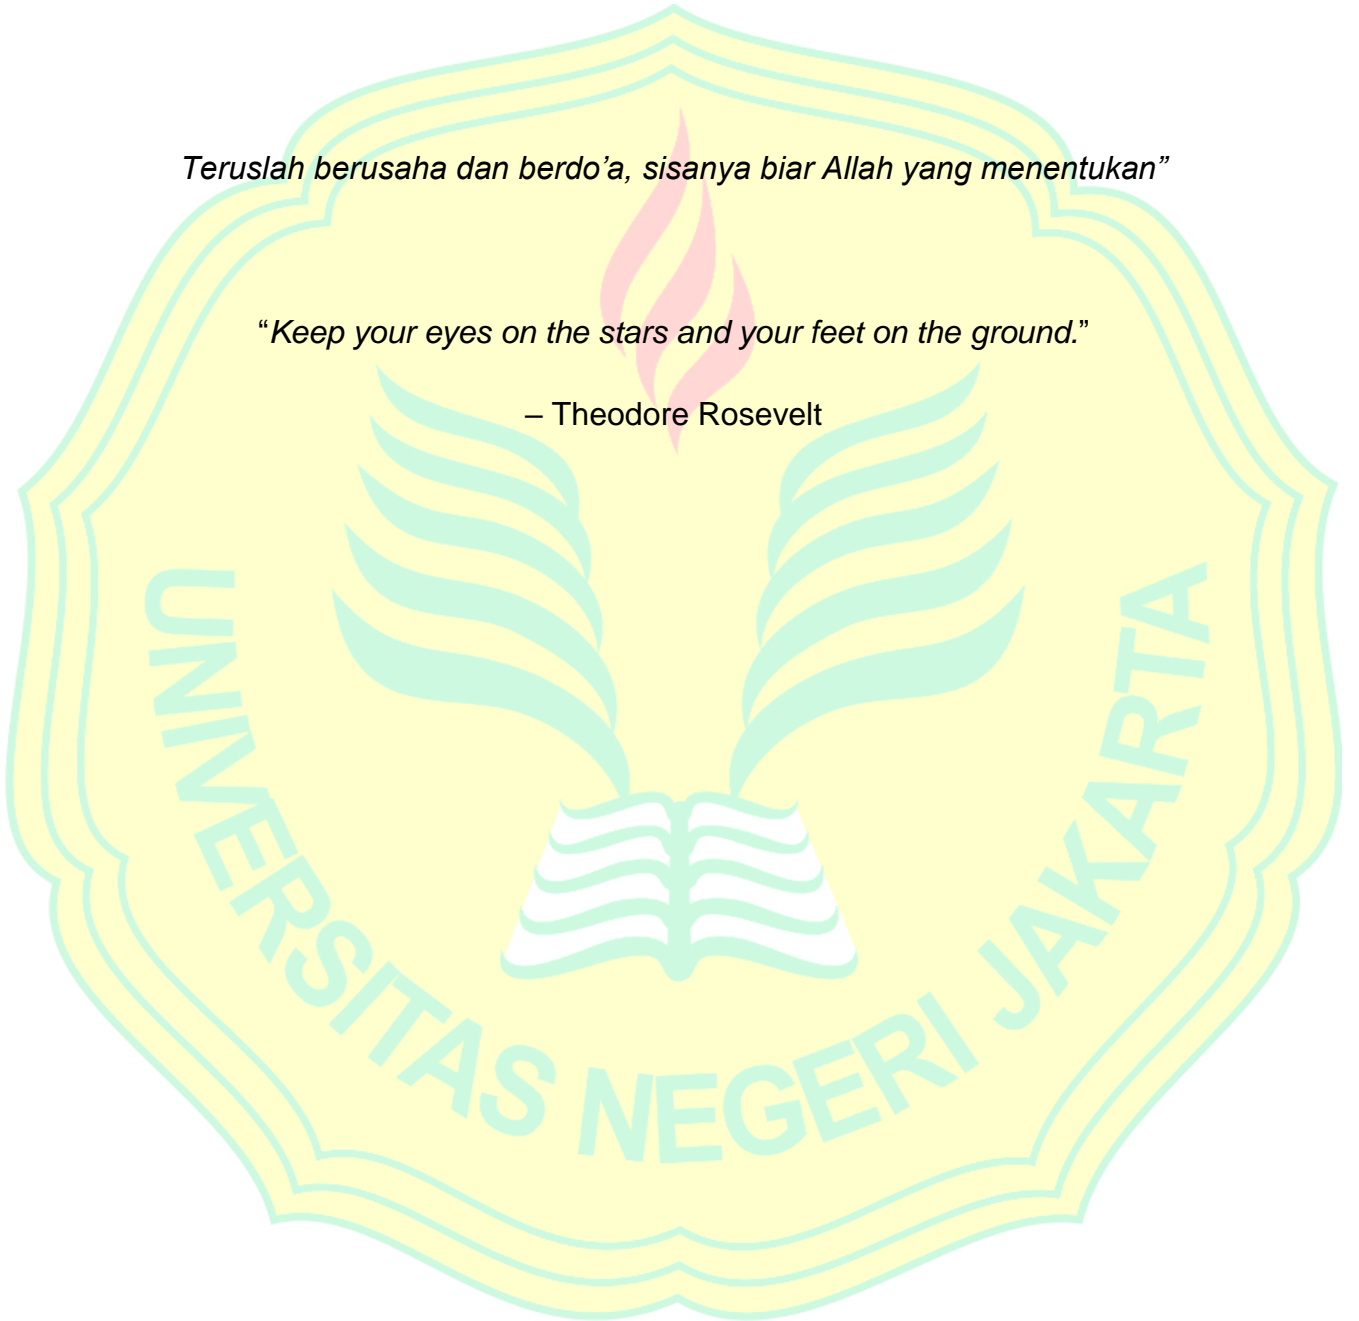 Teruslah berusaha dan berdo’a, sisanya biar Allah yang menentukan”
“Keep your eyes on the stars and your feet on the ground.”
– Theodore Rosevelt
UNIVERSITAS NEGERI JAKARTA